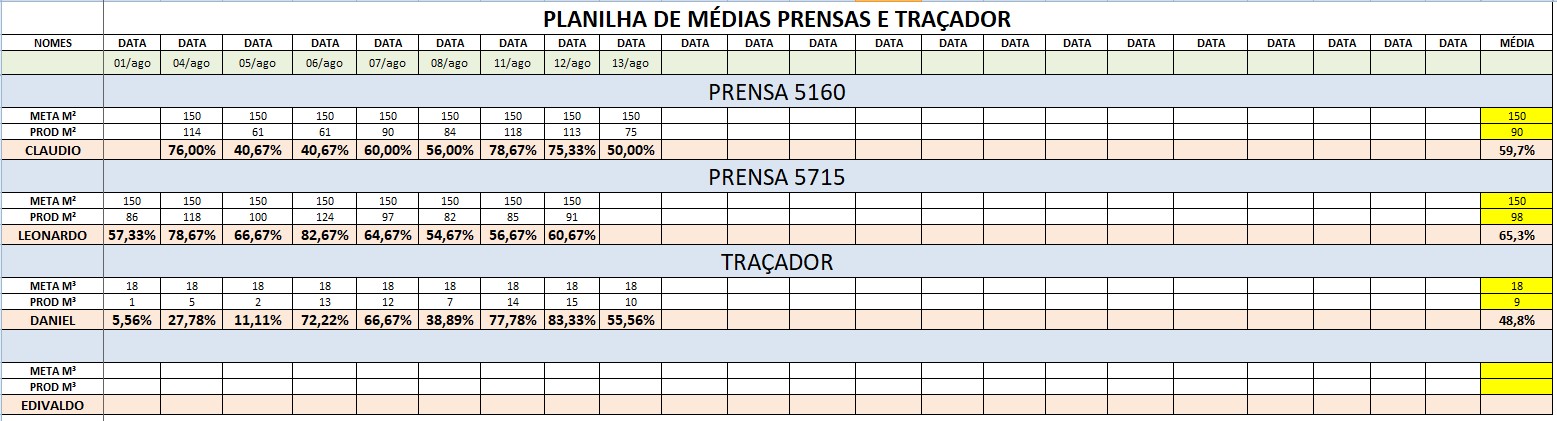 PLANILHA DE MÉDIAS PRENSAS E TRAÇADOR
NOMES DATA DATA DATA DATA DATA DATA DATA DATA DATA DATA DATA DATA DATA DATA DATA DATA DATA DATA DATA DATA DATA DATA MÉDIA
01/ago 04/ago 05/ago 06/ago 07/ago 08/ago 11/ago 12/ago 13/ago
PRENSA 5160
META M² 150 150 150 150 150 150 150 150 150
PROD M² 114 61 61 90 84 118 113 75 90
CLAUDIO 76,00% 40,67% 40,67% 60,00% 56,00% 78,67% 75,33% 50,00% 59,7%
PRENSA 5715
META M² 150 150 150 150 150 150 150 150 150
PROD M² 86 118 100 124 97 82 85 91 98
LEONARDO 57,33% 78,67% 66,67% 82,67% 64,67% 54,67% 56,67% 60,67% 65,3%
TRAÇADOR
META M³ 18 18 18 18 18 18 18 18 18 18
PROD M³ 1 5 2 13 12 7 14 15 10 9
DANIEL 5,56% 27,78% 11,11% 72,22% 66,67% 38,89% 77,78% 83,33% 55,56% 48,8%
META M³
PROD M³
EDIVALDO